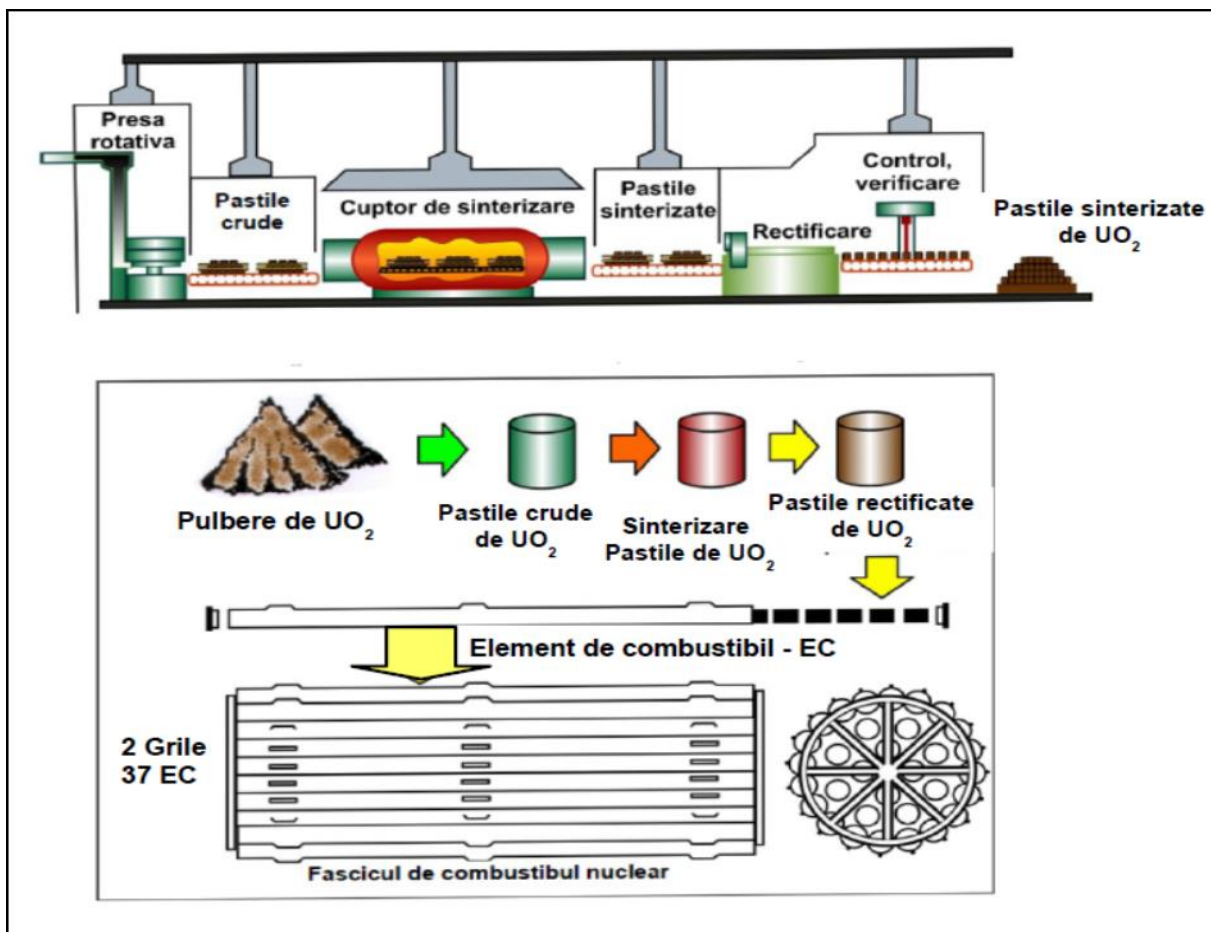 Presa
rotativa
Pastile
crude
Cuptor de sinterizare
Pastile
sinterizate
Rectificare
Control,
verificare
Pastile sinterizate
de UO₂
Pulbere de UO₂
Pastile crude
de UO₂
Sinterizare
Pastile de UO₂
Pastile rectificate
de UO₂
Element de combustibil - EC
2 Grile
37 EC
Fascicul de combustibul nuclear